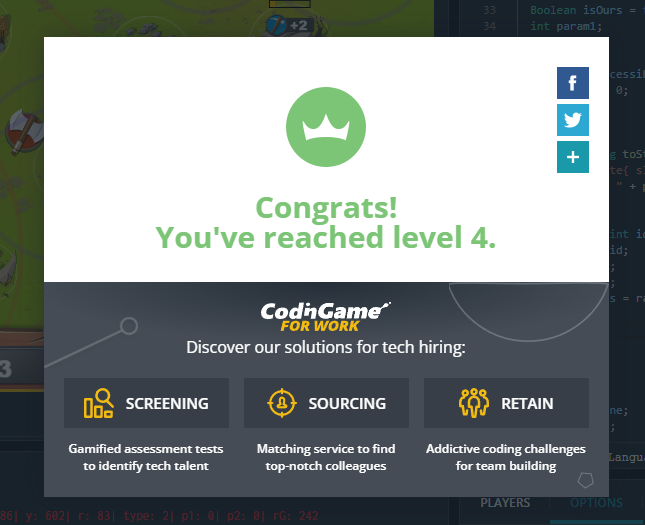 +2
33 Boolean isOurs =
34 int param1;
0;
Congrats!
You've reached level 4.
CodinGame
FOR WORK
Discover our solutions for tech hiring:
SCREENING
SOURCING
RETAIN
Gamified assessment tests
to identify tech talent
Matching service to find
top-notch colleagues
Addictive coding challenges
for team building
3
86| y: 602| r: 83| type: 2| p1: 0| p2: 0| rG: 242
PLAYERS
OPTIONS